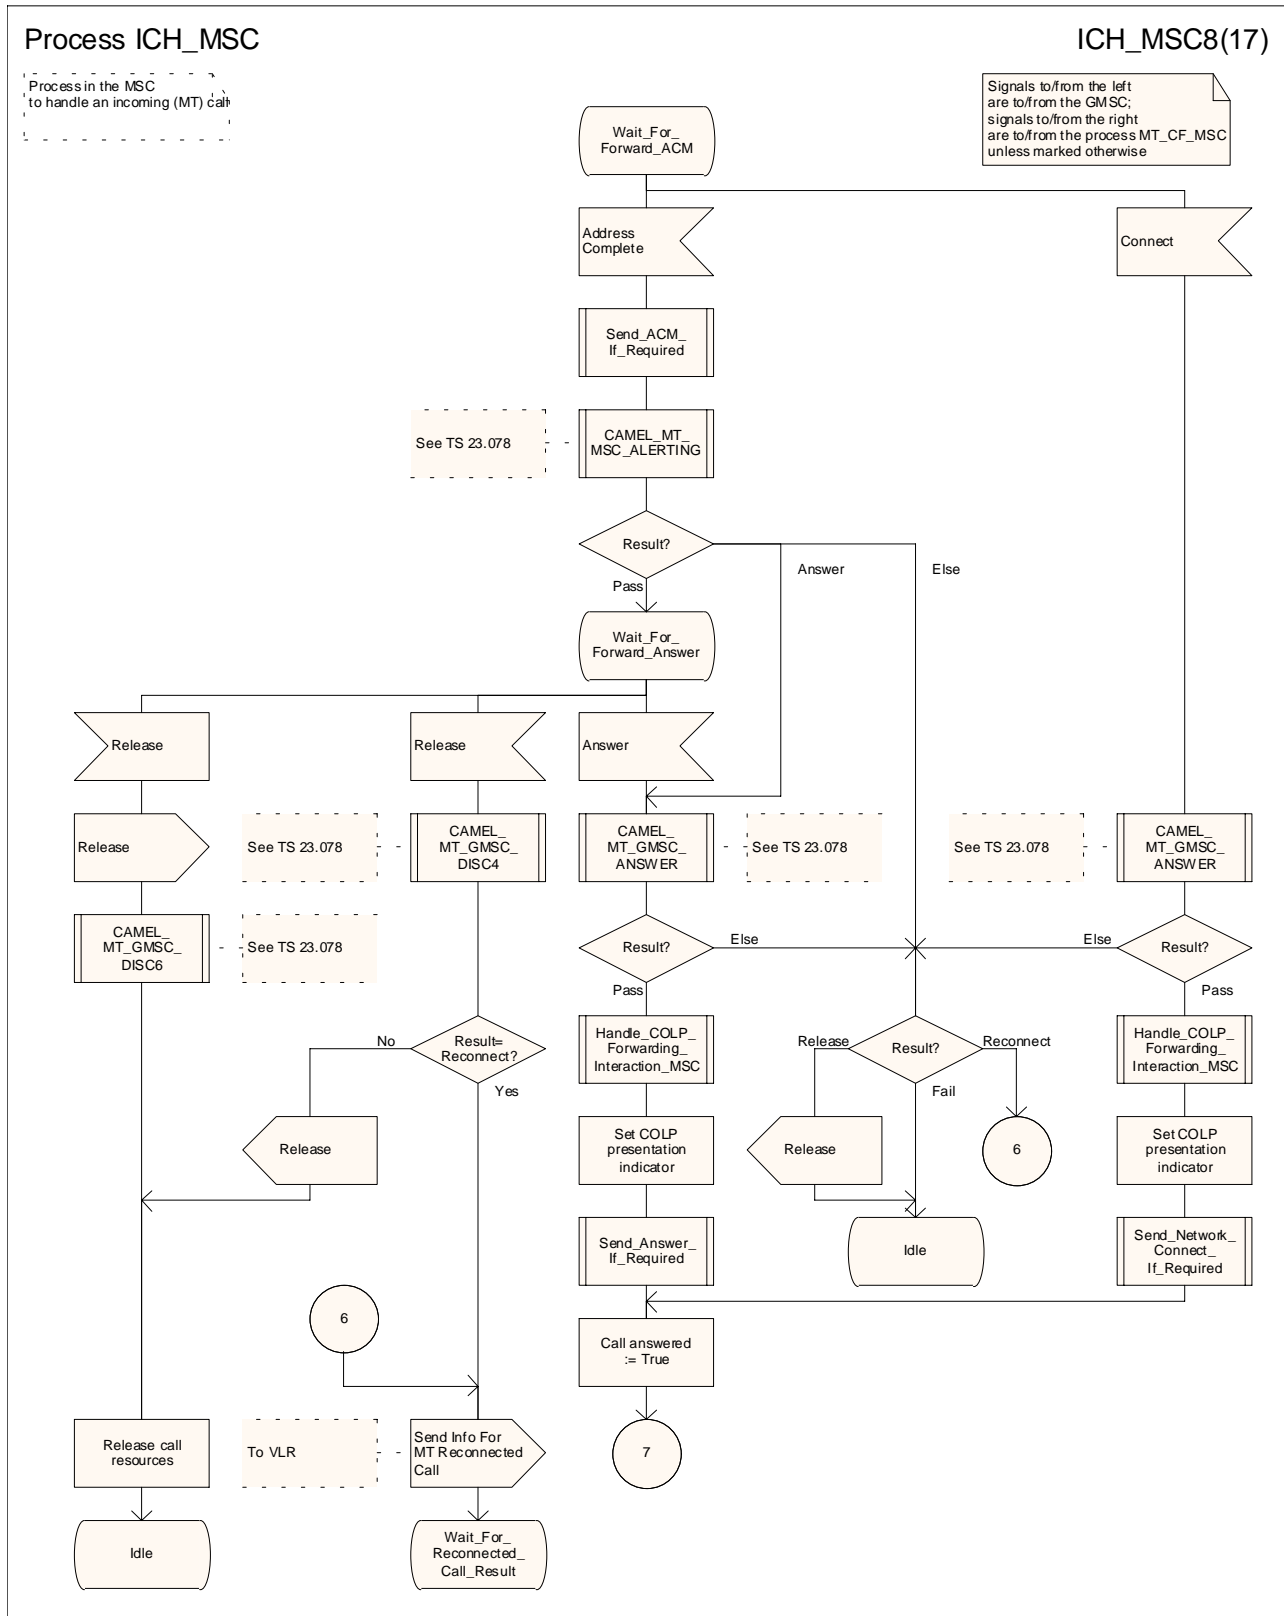 Process ICH_MSC
ICH_MSC8(17)
Process in the MSC
to handle an incoming (MT) call
Signals to/from the left
are to/from the GMSC;
signals to/from the right
are to/from the process MT_CF_MSC
unless marked otherwise
Wait_For_
Forward_ACM
Address
Complete
Connect
Send_ACM_
If_Required
See TS 23.078
CAMEL_MT_
MSC_ALERTING
Result?
Answer
Else
Pass
Wait_For_
Forward_Answer
Release
Release
Answer
Release
See TS 23.078
CAMEL_
MT_GMSC_
DISC4
CAMEL_
MT_GMSC_
ANSWER
See TS 23.078
See TS 23.078
CAMEL_
MT_GMSC_
ANSWER
CAMEL_
MT_GMSC_
DISC6
See TS 23.078
Result?
Else
Else
Result?
Pass
Pass
No
Result=
Reconnect?
Yes
Handle_COLP_
Forwarding_
Interaction_MSC
Release
Result?
Reconnect
Fail
Handle_COLP_
Forwarding_
Interaction_MSC
Release
Set COLP
presentation
indicator
Release
6
Set COLP
presentation
indicator
Send_Answer_
If_Required
Idle
Send_Network_
Connect_
If_Required
6
Call answered
:= True
Release call
resources
To VLR
Send Info For
MT Reconnected
Call
7
Idle
Wait_For_
Reconnected_
Call_Result